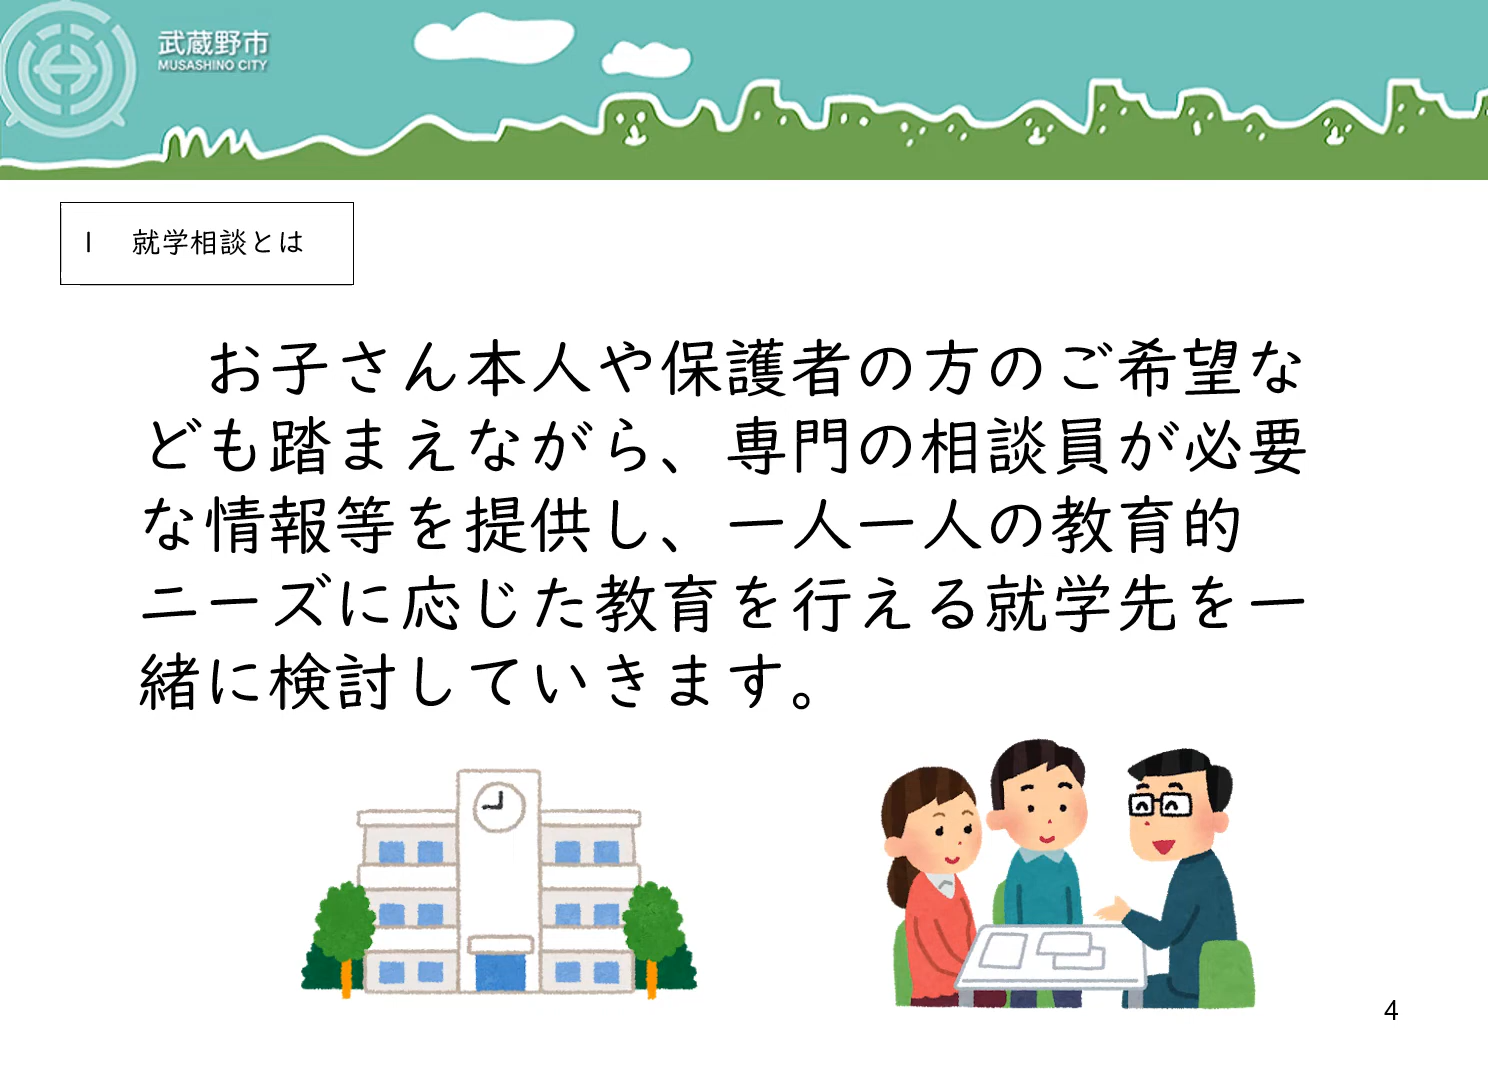 武蔵野市
MUSASHINO CITY
1　就学相談とは
お子さん本人や保護者の方のご希望な
ども踏まえながら、専門の相談員が必要
な情報等を提供し、一人一人の教育的
ニーズに応じた教育を行える就学先を一
緒に検討していきます。
4